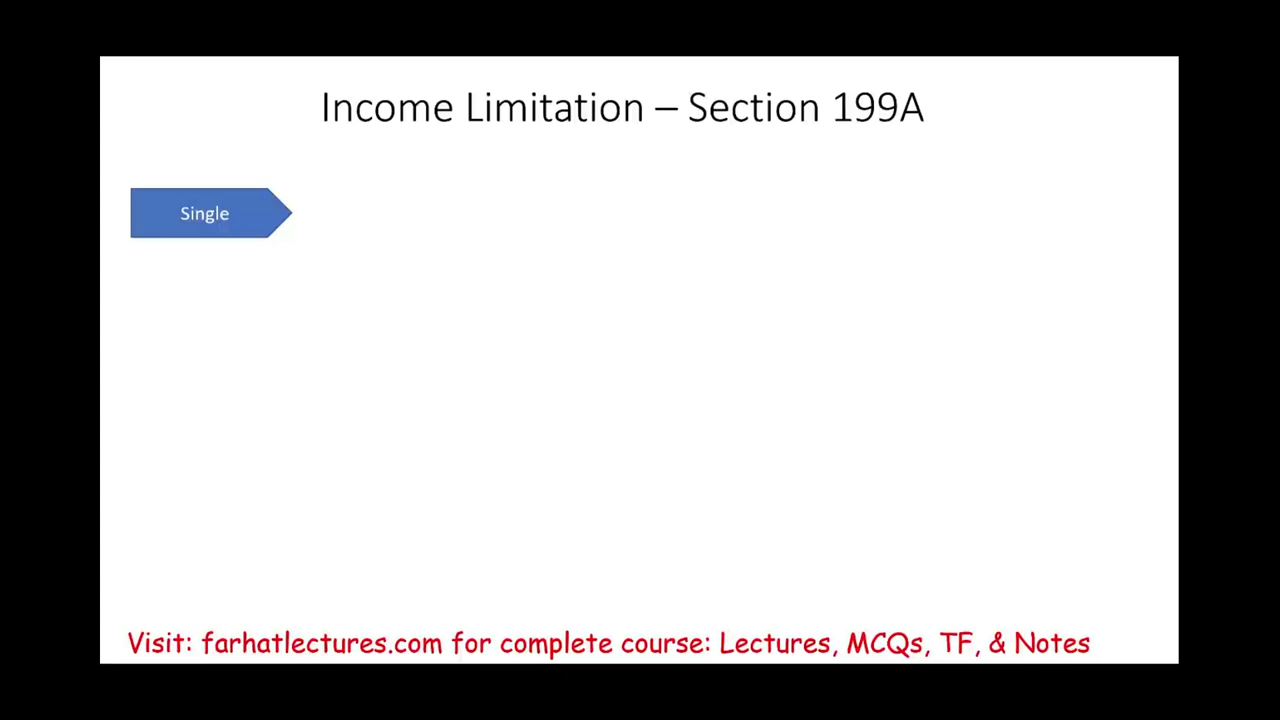 Income Limitation – Section 199A
Single
Visit: farhatlectures.com for complete course: Lectures, MCQs, TF, & Notes